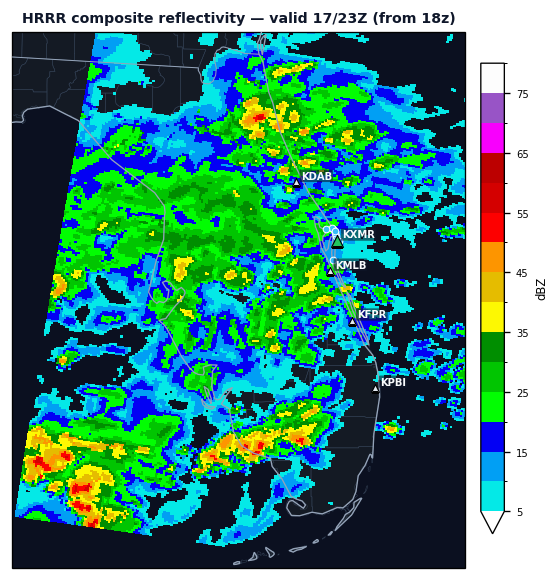 HRRR composite reflectivity — valid 17/23Z (from 18z)
KDAB
KXMR
KMLB
KFPR
KPBI
75
65
55
45
35
25
15
5
dBZ